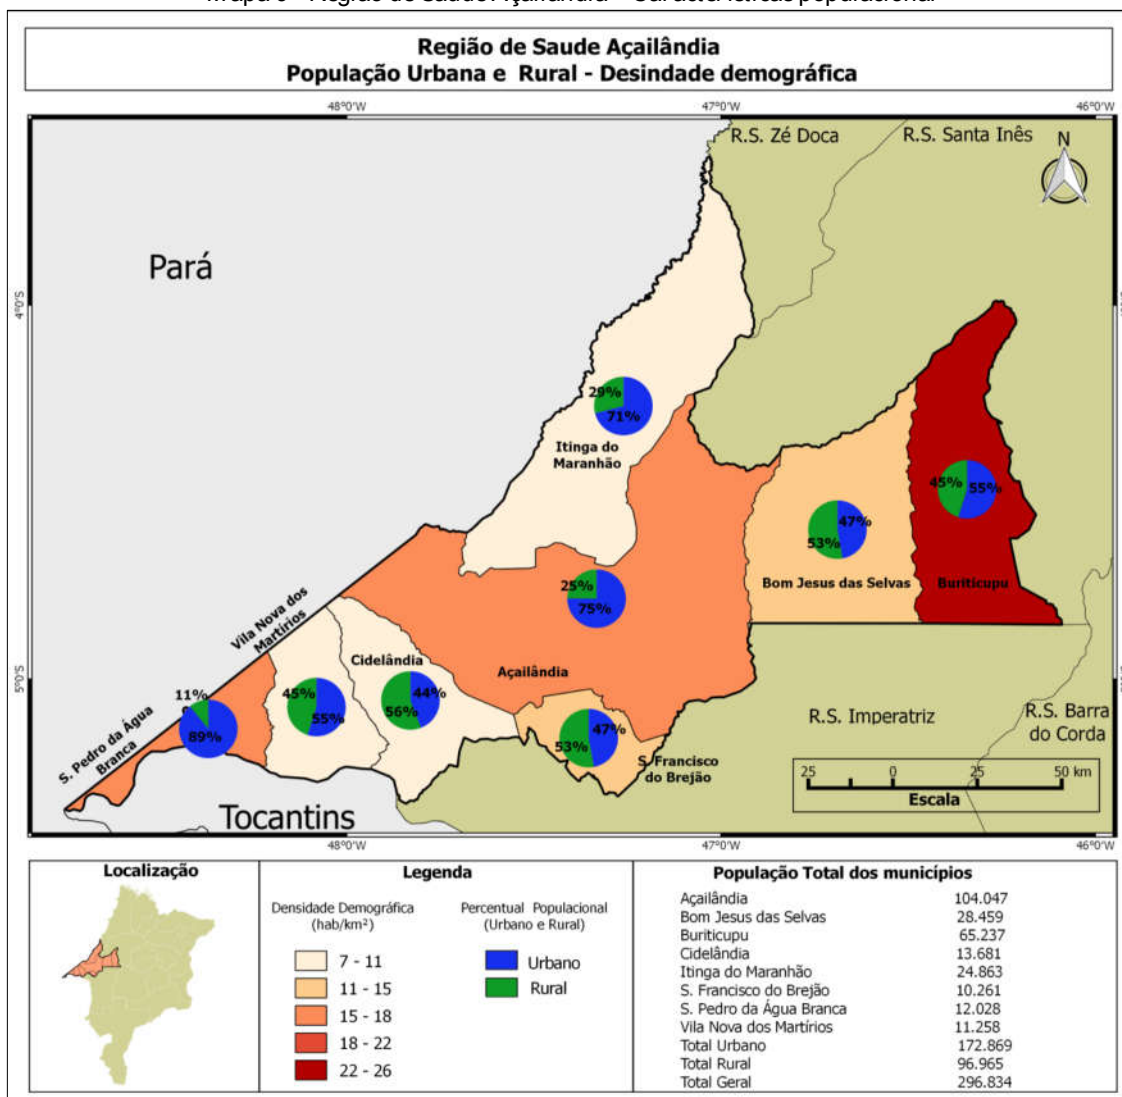 Região de Saude Açailândia
População Urbana e Rural - Desindade demográfica
48°0'W
47°0'W
46°0'W
R.S. Zé Doca
R.S. Santa Inês
N
Pará
4°0'S
29%
71%
Itinga do
Maranhão
45%
55%
47%
53%
Bom Jesus das Selvas
Buriticupu
25%
75%
Vila Nova dos
Martírios
Cidelândia
Açailândia
5°0'S
11%
89%
45%
55%
44%
56%
47%
53%
S. Pedro da Água
Branca
S. Francisco
do Brejão
R.S. Imperatriz
R.S. Barra
do Corda
25 0 25 50 km
Escala
Tocantins
48°0'W
47°0'W
46°0'W
Localização
Legenda
Densidade Demográfica
(hab/km²)
7 - 11
11 - 15
15 - 18
18 - 22
22 - 26
Percentual Populacional
(Urbano e Rural)
Urbano
Rural
População Total dos municípios
Açailândia 104.047
Bom Jesus das Selvas 28.459
Buriticupu 65.237
Cidelândia 13.681
Itinga do Maranhão 24.863
S. Francisco do Brejão 10.261
S. Pedro da Água Branca 12.028
Vila Nova dos Martírios 11.258
Total Urbano 172.869
Total Rural 96.965
Total Geral 296.834